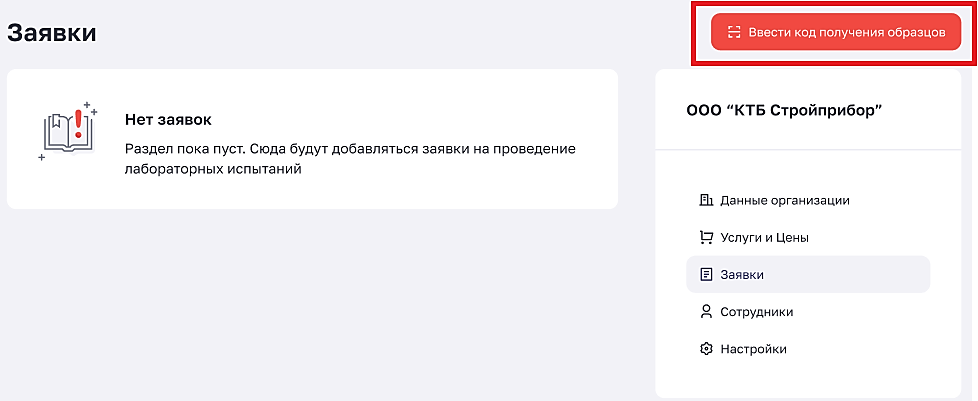 Заявки
Ввести код получения образцов
Нет заявок
Раздел пока пуст. Сюда будут добавляться заявки на проведение
лабораторных испытаний
ООО “КТБ Стройприбор”
Данные организации
Услуги и Цены
Заявки
Сотрудники
Настройки